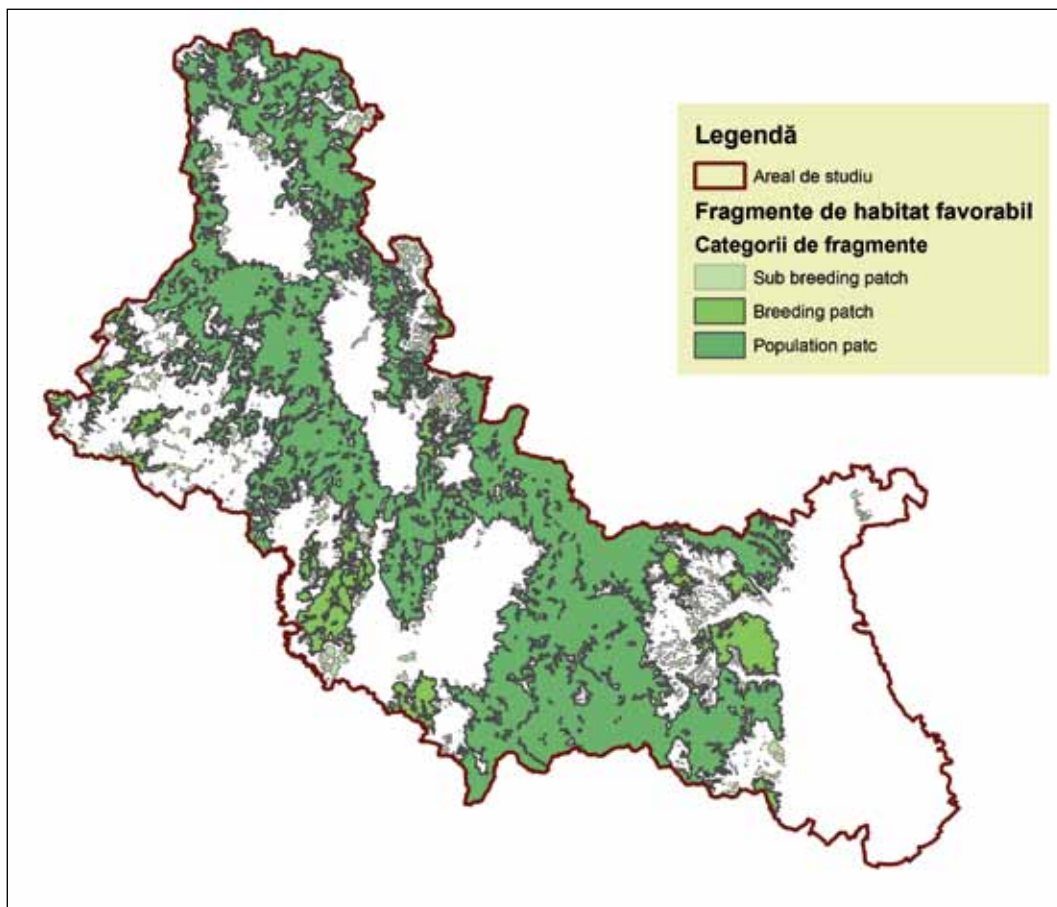 Legendă
Areal de studiu
Fragmente de habitat favorabil
Categorii de fragmente
Sub breeding patch
Breeding patch
Population patc